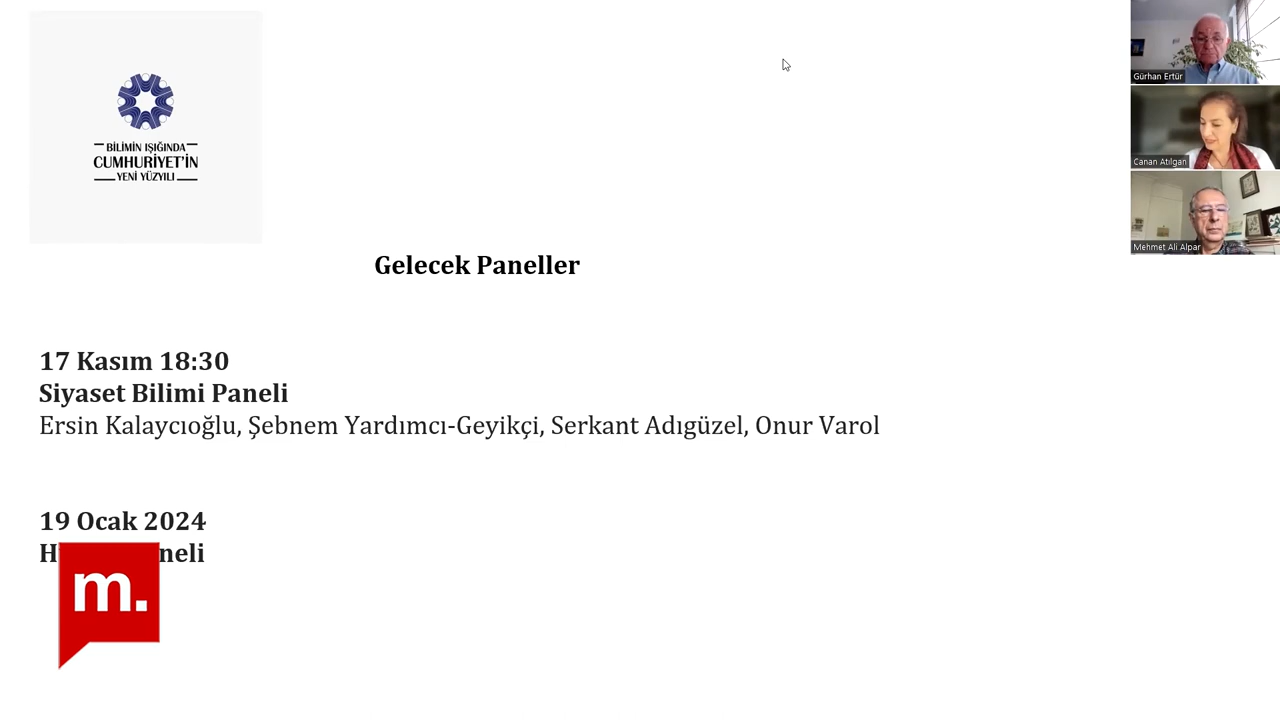 BİLİMİN IŞIĞINDA
CUMHURİYET'İN
YENİ YÜZYILI
Gürhan Ertür
Canan Atılgan
Mehmet Ali Alpar
Gelecek Paneller
17 Kasım 18:30
Siyaset Bilimi Paneli
Ersin Kalaycıoğlu, Şebnem Yardımcı-Geyikçi, Serkant Adıgüzel, Onur Varol
19 Ocak 2024
m.